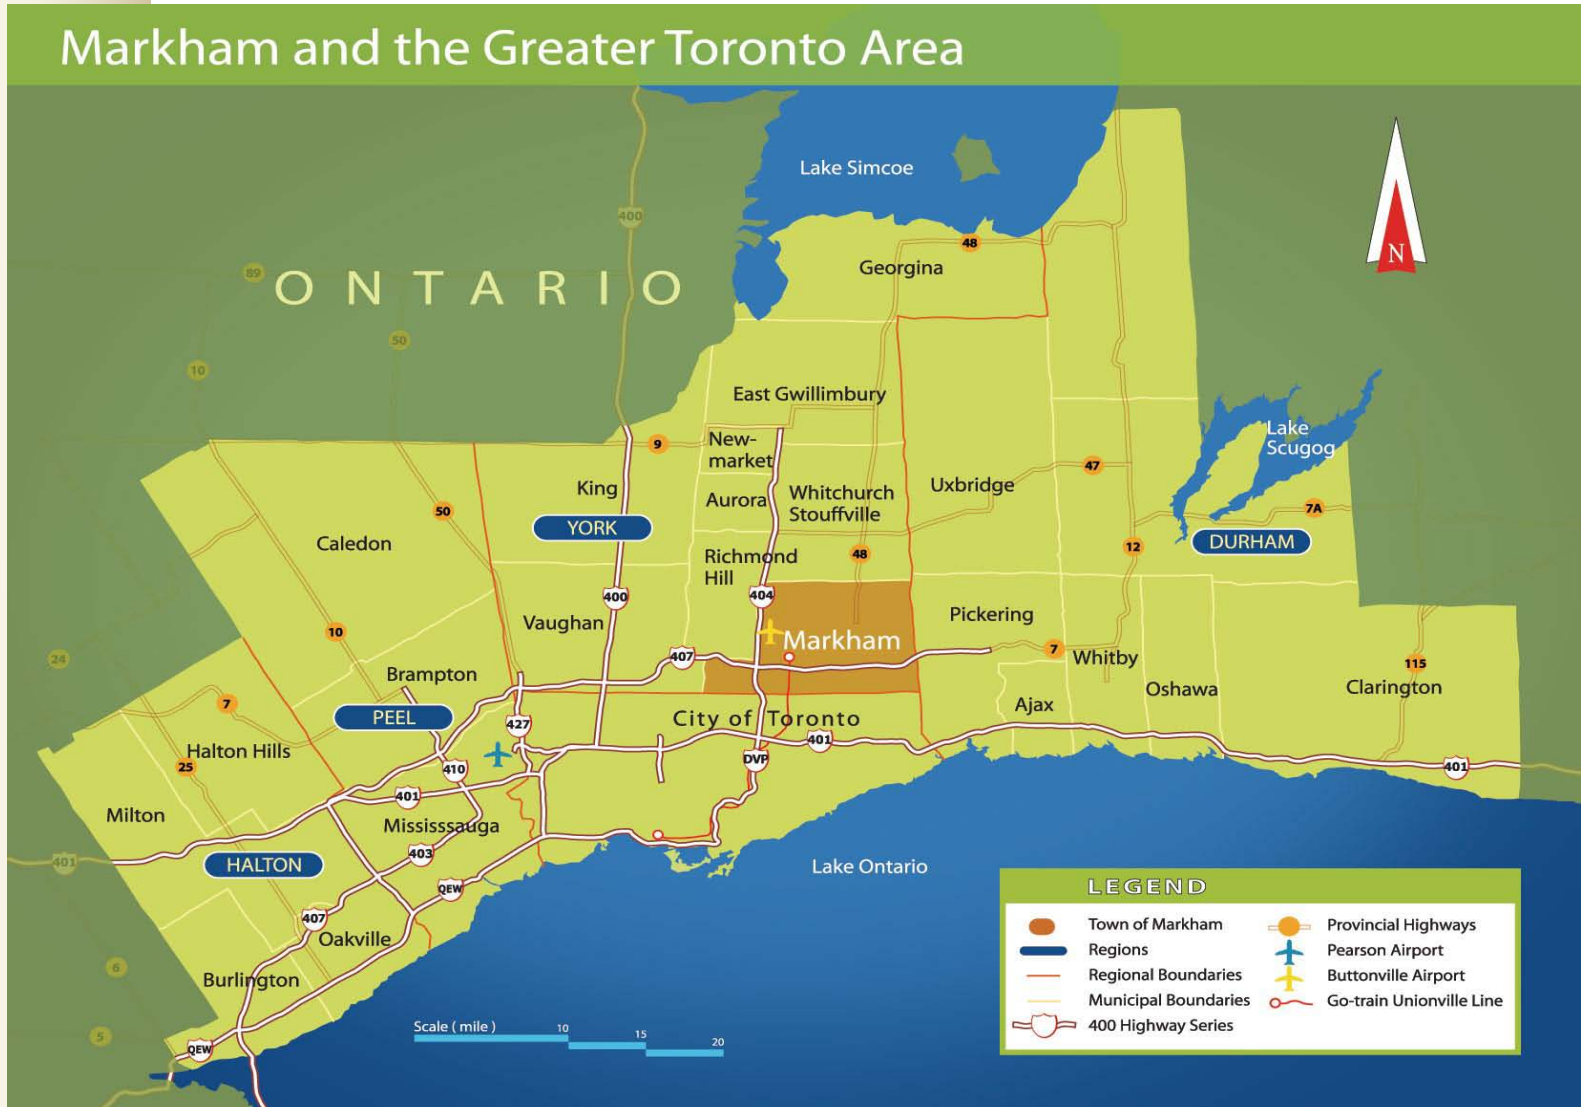 Markham and the Greater Toronto Area
Lake Simcoe
400
48
Georgina
N
89
ONTARIO
50
10
East Gwillimbury
9
New-
market
Lake
Scugog
47
King
Aurora
Whitchurch
Stouffville
Uxbridge
50
YORK
7A
Caledon
DURHAM
12
48
Richmond
Hill
400
404
Vaughan
Pickering
10
Markham
24
407
7
Whitby
115
Brampton
Oshawa
Clarington
7
PEEL
Ajax
427
City of Toronto
401
Halton Hills
25
410
DVP
401
401
Milton
Mississsauga
403
401
HALTON
QEW
Lake Ontario
407
Oakville
6
Burlington
5
QEW
Scale ( mile )
10
15
20
LEGEND
Town of Markham
Regions
Regional Boundaries
Municipal Boundaries
400 Highway Series
Provincial Highways
Pearson Airport
Buttonville Airport
Go-train Unionville Line